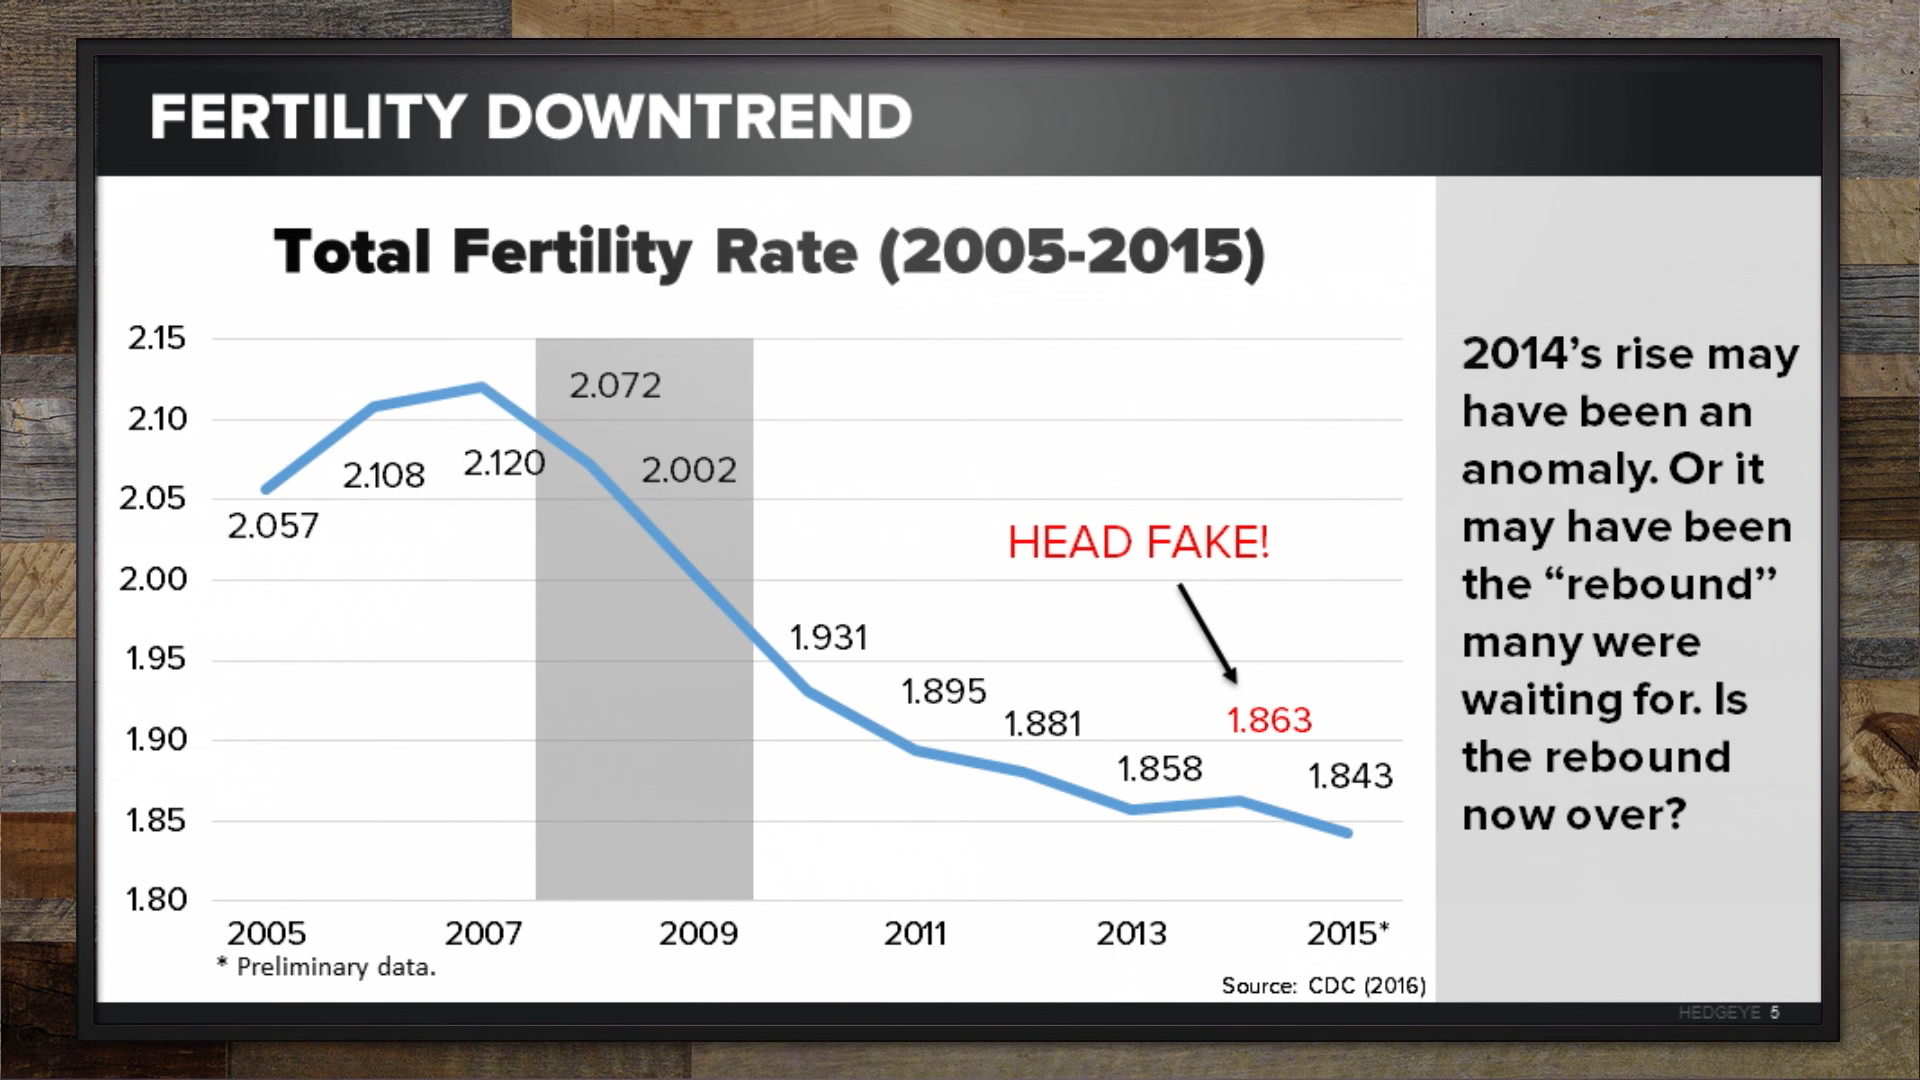 FERTILITY DOWNTREND
Total Fertility Rate (2005-2015)
2.15
2.10
2.05
2.00
1.95
1.90
1.85
1.80
2.057
2.108
2.120
2.072
2.002
1.931
1.895
1.881
1.858
HEAD FAKE!
1.863
1.843
2005 2007 2009 2011 2013 2015*
* Preliminary data.
Source: CDC (2016)
2014’s rise may
have been an
anomaly. Or it
may have been
the “rebound”
many were
waiting for. Is
the rebound
now over?
HEDGEYE 5